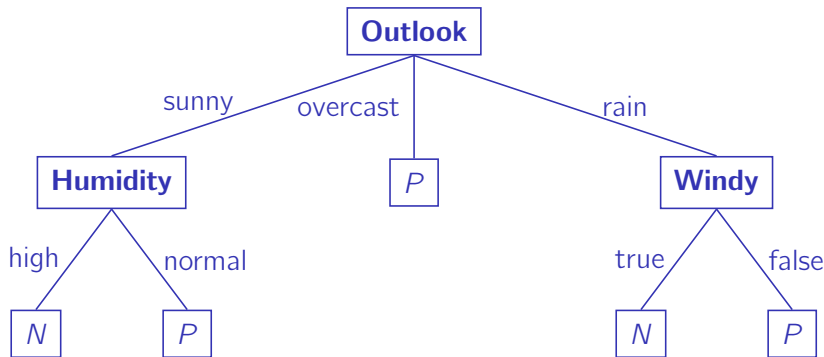 Outlook
sunny
overcast
rain
Humidity
P
Windy
high
normal
true
false
N
P
N
P